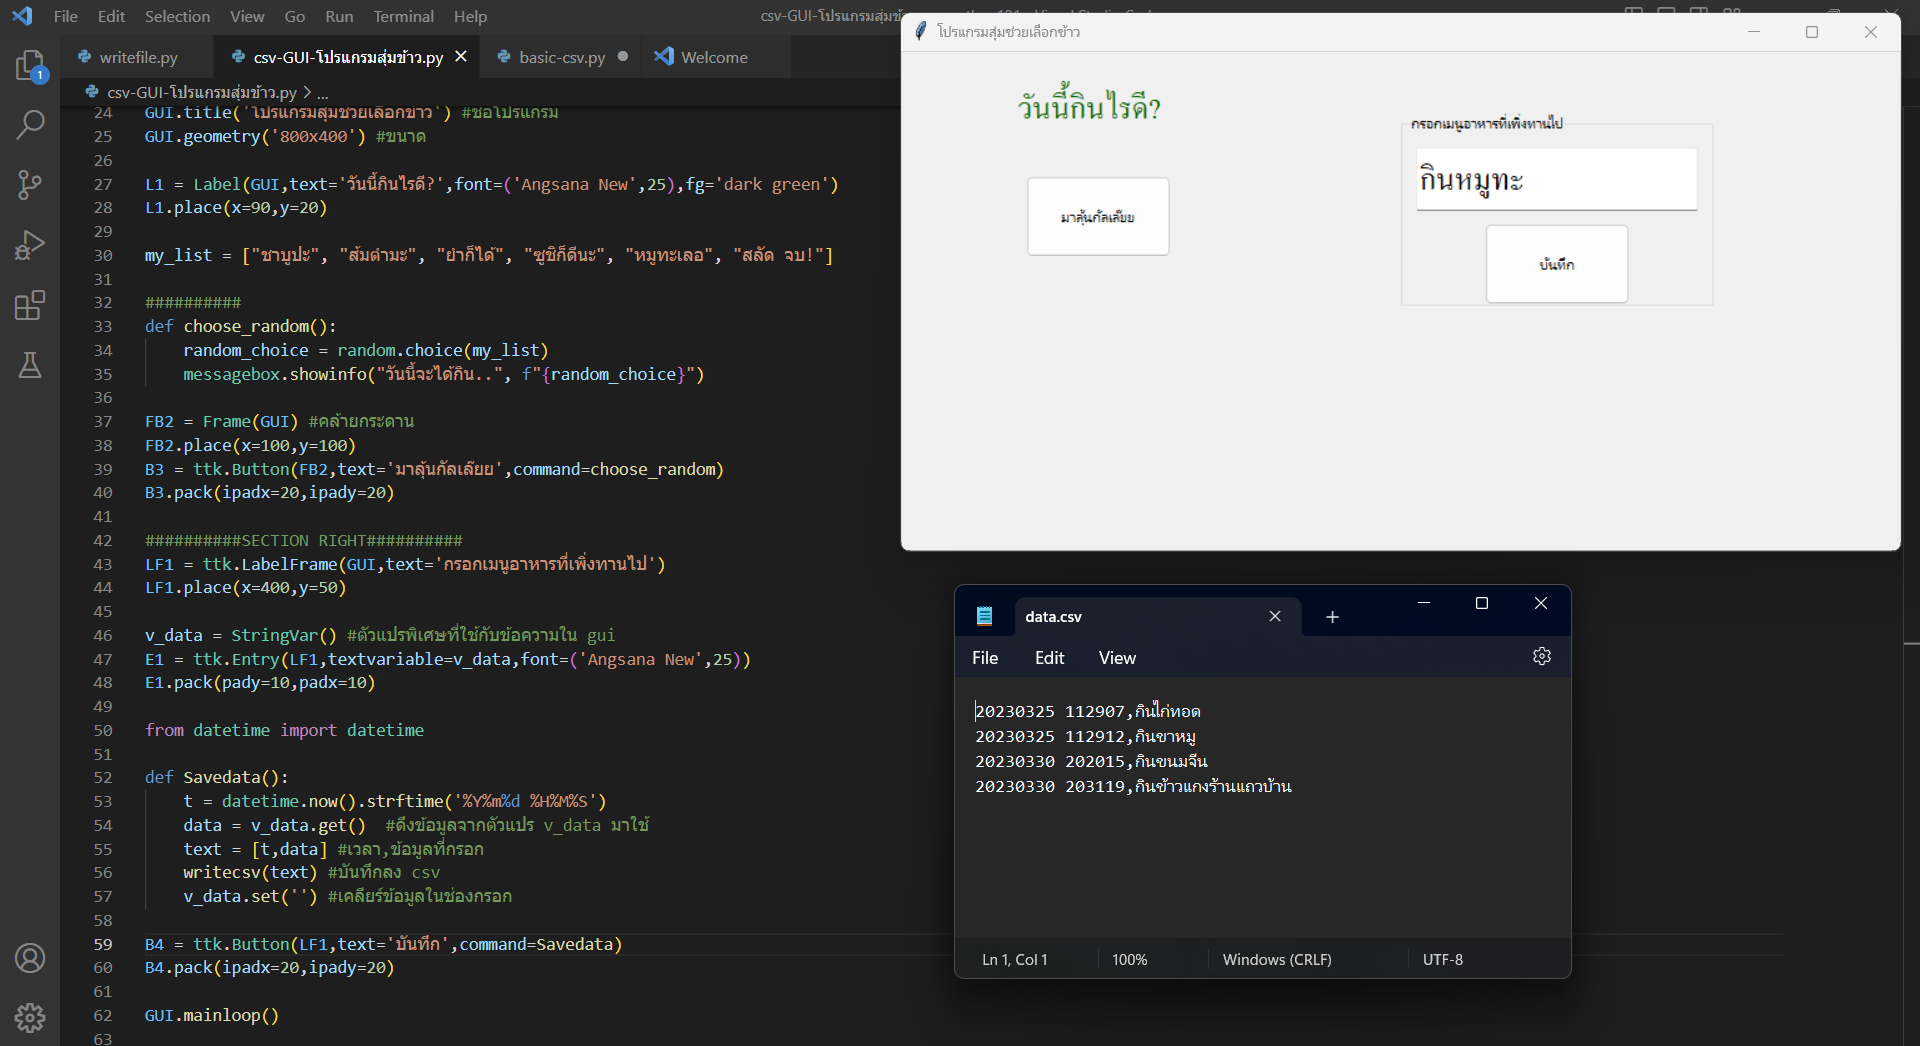 File Edit Selection View Go Run Terminal Help
writefile.py
csv-GUI-โปรแกรมสุ่มข้าว.py
basic-csv.py
Welcome
csv-GUI-โปรแกรมสุ่มข้าว.py > ...
24 GUI.title('โปรแกรมสุ่มช่วยเลือกข้าว') #ชื่อโปรแกรม
25 GUI.geometry('800x400') #ขนาด
26
27 L1 = Label(GUI,text='วันนี้กินไรดี?',font=('Angsana New',25),fg='dark green')
28 L1.place(x=90,y=20)
29
30 my_list = ["ชาบูปะ", "ส้มตำมะ", "ยำก็ได้", "ซูชิก็ดีนะ", "หมูทะเลอ", "สลัด จบ!"]
31
32 ##########
33 def choose_random():
34 random_choice = random.choice(my_list)
35 messagebox.showinfo("วันนี้จะได้กิน..", f"{random_choice}")
36
37 FB2 = Frame(GUI) #คล้ายกระดาน
38 FB2.place(x=100,y=100)
39 B3 = ttk.Button(FB2,text='มาลุ้นกัลเล๊ยย',command=choose_random)
40 B3.pack(ipadx=20,ipady=20)
41
42 ##########SECTION RIGHT##########
43 LF1 = ttk.LabelFrame(GUI,text='กรอกเมนูอาหารที่เพิ่งทานไป')
44 LF1.place(x=400,y=50)
45
46 v_data = StringVar() #ตัวแปรพิเศษที่ใช้กับข้อความใน gui
47 E1 = ttk.Entry(LF1,textvariable=v_data,font=('Angsana New',25))
48 E1.pack(pady=10,padx=10)
49
50 from datetime import datetime
51
52 def Savedata():
53 t = datetime.now().strftime('%Y%m%d %H%M%S')
54 data = v_data.get() #ดึงข้อมูลจากตัวแปร v_data มาใช้
55 text = [t,data] #เวลา,ข้อมูลที่กรอก
56 writecsv(text) #บันทึกลง csv
57 v_data.set('') #เคลียร์ข้อมูลในช่องกรอก
58
59 B4 = ttk.Button(LF1,text='บันทึก',command=Savedata)
60 B4.pack(ipadx=20,ipady=20)
61
62 GUI.mainloop()
63
1
โปรแกรมสุ่มช่วยเลือกข้าว
วันนี้กินไรดี?
มาลุ้นกัลเล๊ยย
กรอกเมนูอาหารที่เพิ่งทานไป
กินหมูทะ
บันทึก
data.csv
File Edit View
20230325 112907,กินไก่ทอด
20230325 112912,กินขาหมู
20230330 202015,กินขนมจีน
20230330 203119,กินข้าวแกงร้านแถวบ้าน
Ln 1, Col 1 100% Windows (CRLF) UTF-8